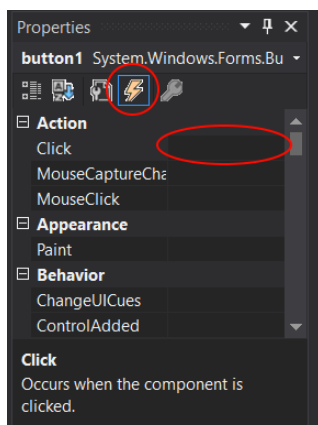 Properties
button1 System.Windows.Forms.Bu
Action
Click
MouseCaptureCha
MouseClick
Appearance
Paint
Behavior
ChangeUICues
ControlAdded
Click
Occurs when the component is
clicked.